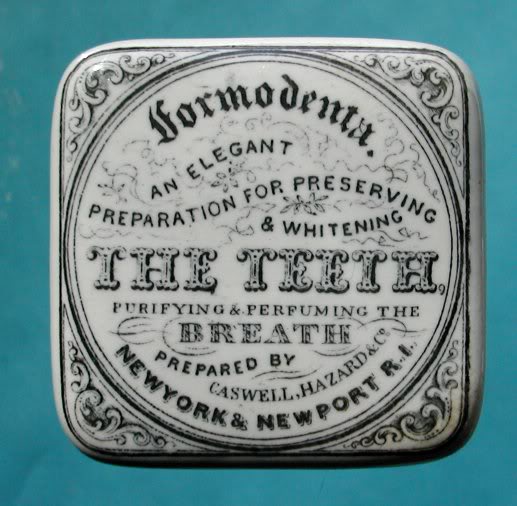 Formodenta.
AN ELEGANT
PREPARATION FOR PRESERVING
& WHITENING
THE TEETH,
PURIFYING & PERFUMING THE
BREATH
PREPARED BY
CASWELL, HAZARD & Co
NEWYORK & NEWPORT R.I.